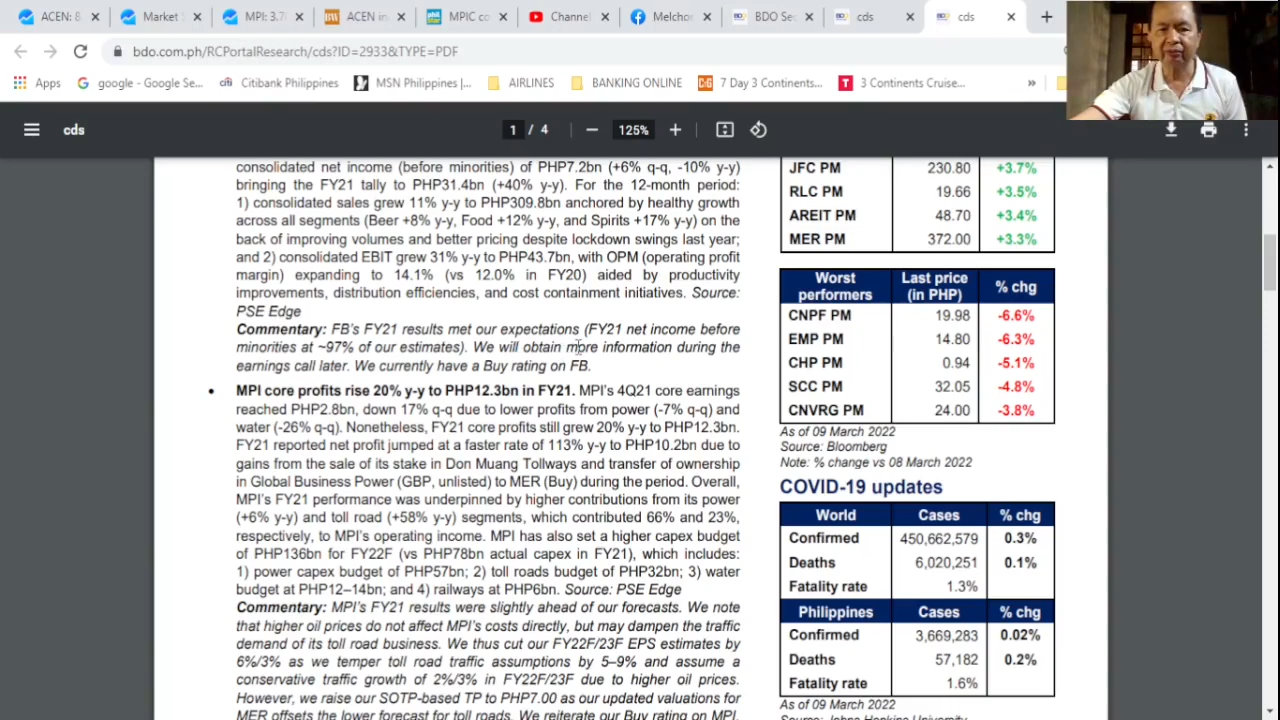 ACEN: 8
Market
MPI: 3.7
ACEN in
MPIC co
Channel
Melchor
BDO Sec
cds
cds
bdo.com.ph/RCPortalResearch/cds?ID=2933&TYPE=PDF
Apps
google - Google Se...
Citibank Philippines
MSN Philippines |...
AIRLINES
BANKING ONLINE
7 Day 3 Continents...
3 Continents Cruise...
»
cds
1 / 4
125%
consolidated net income (before minorities) of PHP7.2bn (+6% q-q, -10% y-y)
bringing the FY21 tally to PHP31.4bn (+40% y-y). For the 12-month period:
1) consolidated sales grew 11% y-y to PHP309.8bn anchored by healthy growth
across all segments (Beer +8% y-y, Food +12% y-y, and Spirits +17% y-y) on the
back of improving volumes and better pricing despite lockdown swings last year;
and 2) consolidated EBIT grew 31% y-y to PHP43.7bn, with OPM (operating profit
margin) expanding to 14.1% (vs 12.0% in FY20) aided by productivity
improvements, distribution efficiencies, and cost containment initiatives. Source:
PSE Edge
Commentary: FB's FY21 results met our expectations (FY21 net income before
minorities at ~97% of our estimates). We will obtain more information during the
earnings call later. We currently have a Buy rating on FB.
• MPI core profits rise 20% y-y to PHP12.3bn in FY21. MPI's 4Q21 core earnings
reached PHP2.8bn, down 17% q-q due to lower profits from power (-7% q-q) and
water (-26% q-q). Nonetheless, FY21 core profits still grew 20% y-y to PHP12.3bn.
FY21 reported net profit jumped at a faster rate of 113% y-y to PHP10.2bn due to
gains from the sale of its stake in Don Muang Tollways and transfer of ownership
in Global Business Power (GBP, unlisted) to MER (Buy) during the period. Overall,
MPI's FY21 performance was underpinned by higher contributions from its power
(+6% y-y) and toll road (+58% y-y) segments, which contributed 66% and 23%,
respectively, to MPI's operating income. MPI has also set a higher capex budget
of PHP136bn for FY22F (vs PHP78bn actual capex in FY21), which includes:
1) power capex budget of PHP57bn; 2) toll roads budget of PHP32bn; 3) water
budget at PHP12–14bn; and 4) railways at PHP6bn. Source: PSE Edge
Commentary: MPI's FY21 results were slightly ahead of our forecasts. We note
that higher oil prices do not affect MPI's costs directly, but may dampen the traffic
demand of its toll road business. We thus cut our FY22F/23F EPS estimates by
6%/3% as we temper toll road traffic assumptions by 5–9% and assume a
conservative traffic growth of 2%/3% in FY22F/23F due to higher oil prices.
However, we raise our SOTP-based TP to PHP7.00 as our updated valuations for
MER offsets the lower forecast for toll roads. We reiterate our Buy rating on MPI.
JFC PM 230.80 +3.7%
RLC PM 19.66 +3.5%
AREIT PM 48.70 +3.4%
MER PM 372.00 +3.3%
Worst performers Last price (in PHP) % chg
CNPF PM 19.98 -6.6%
EMP PM 14.80 -6.3%
CHP PM 0.94 -5.1%
SCC PM 32.05 -4.8%
CNVRG PM 24.00 -3.8%
As of 09 March 2022
Source: Bloomberg
Note: % change vs 08 March 2022
COVID-19 updates
World Cases % chg
Confirmed 450,662,579 0.3%
Deaths 6,020,251 0.1%
Fatality rate 1.3%
Philippines Cases % chg
Confirmed 3,669,283 0.02%
Deaths 57,182 0.2%
Fatality rate 1.6%
As of 09 March 2022
Source: Johns Hopkins University